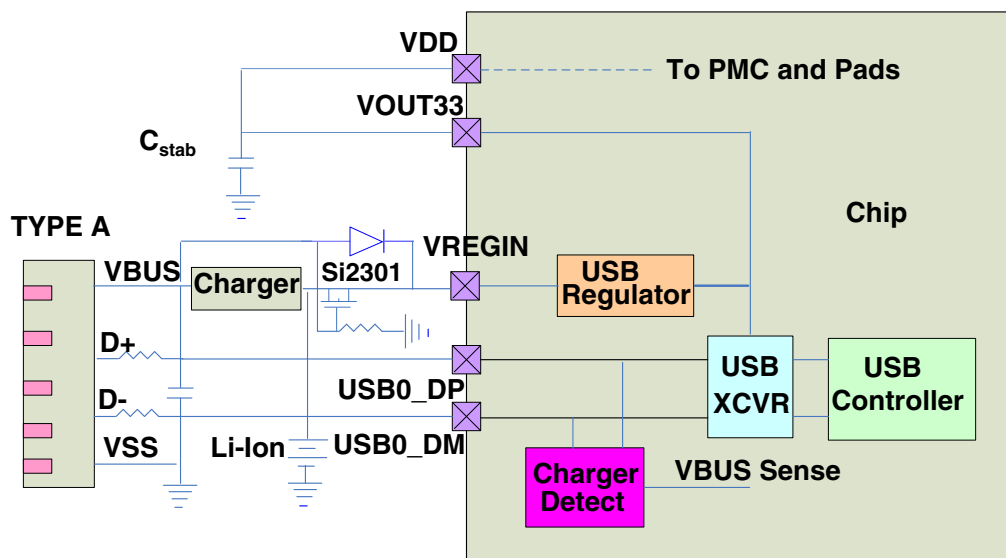 VDD
To PMC and Pads
VOUT33
Cstab
Chip
TYPE A
VREGIN
VBUS
Charger
Si2301
USB
Regulator
D+
USB0_DP
USB
XCVR
USB
Controller
D-
VSS
Li-Ion
USB0_DM
Charger
Detect
VBUS Sense